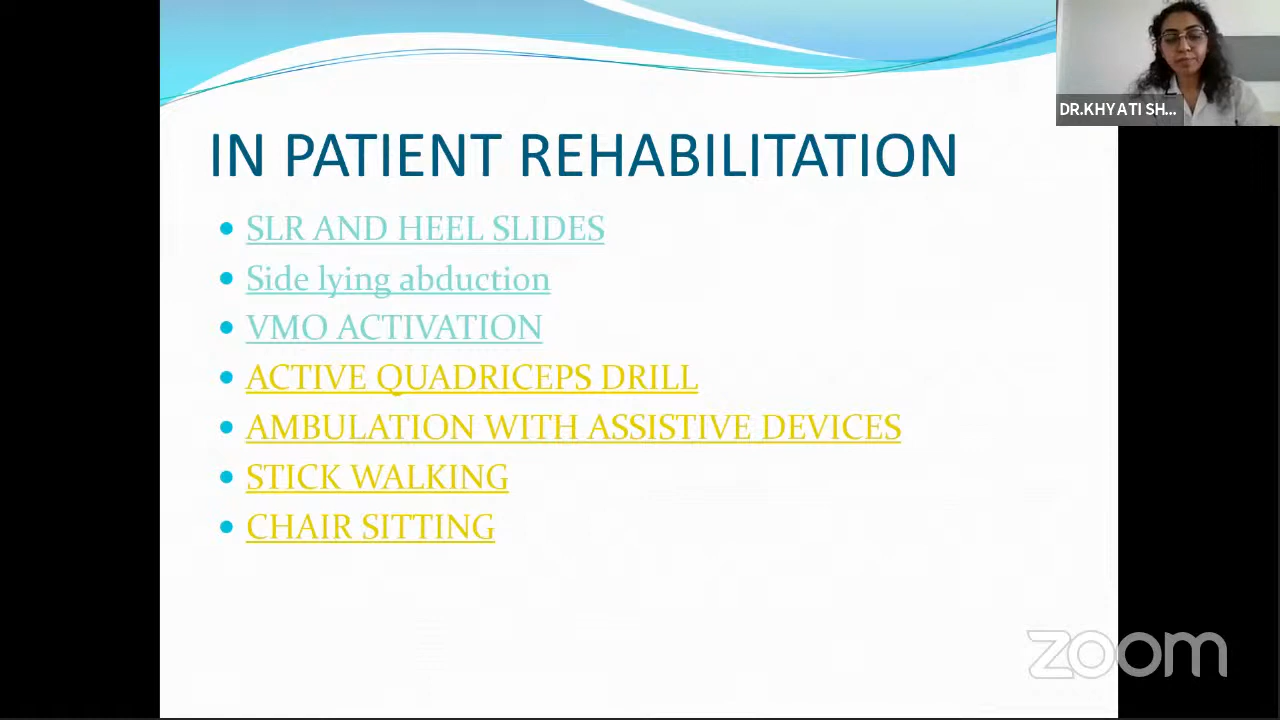 IN PATIENT REHABILITATION
SLR AND HEEL SLIDES
Side lying abduction
VMO ACTIVATION
ACTIVE QUADRICEPS DRILL
AMBULATION WITH ASSISTIVE DEVICES
STICK WALKING
CHAIR SITTING
DR.KHYATI SH...
zoom